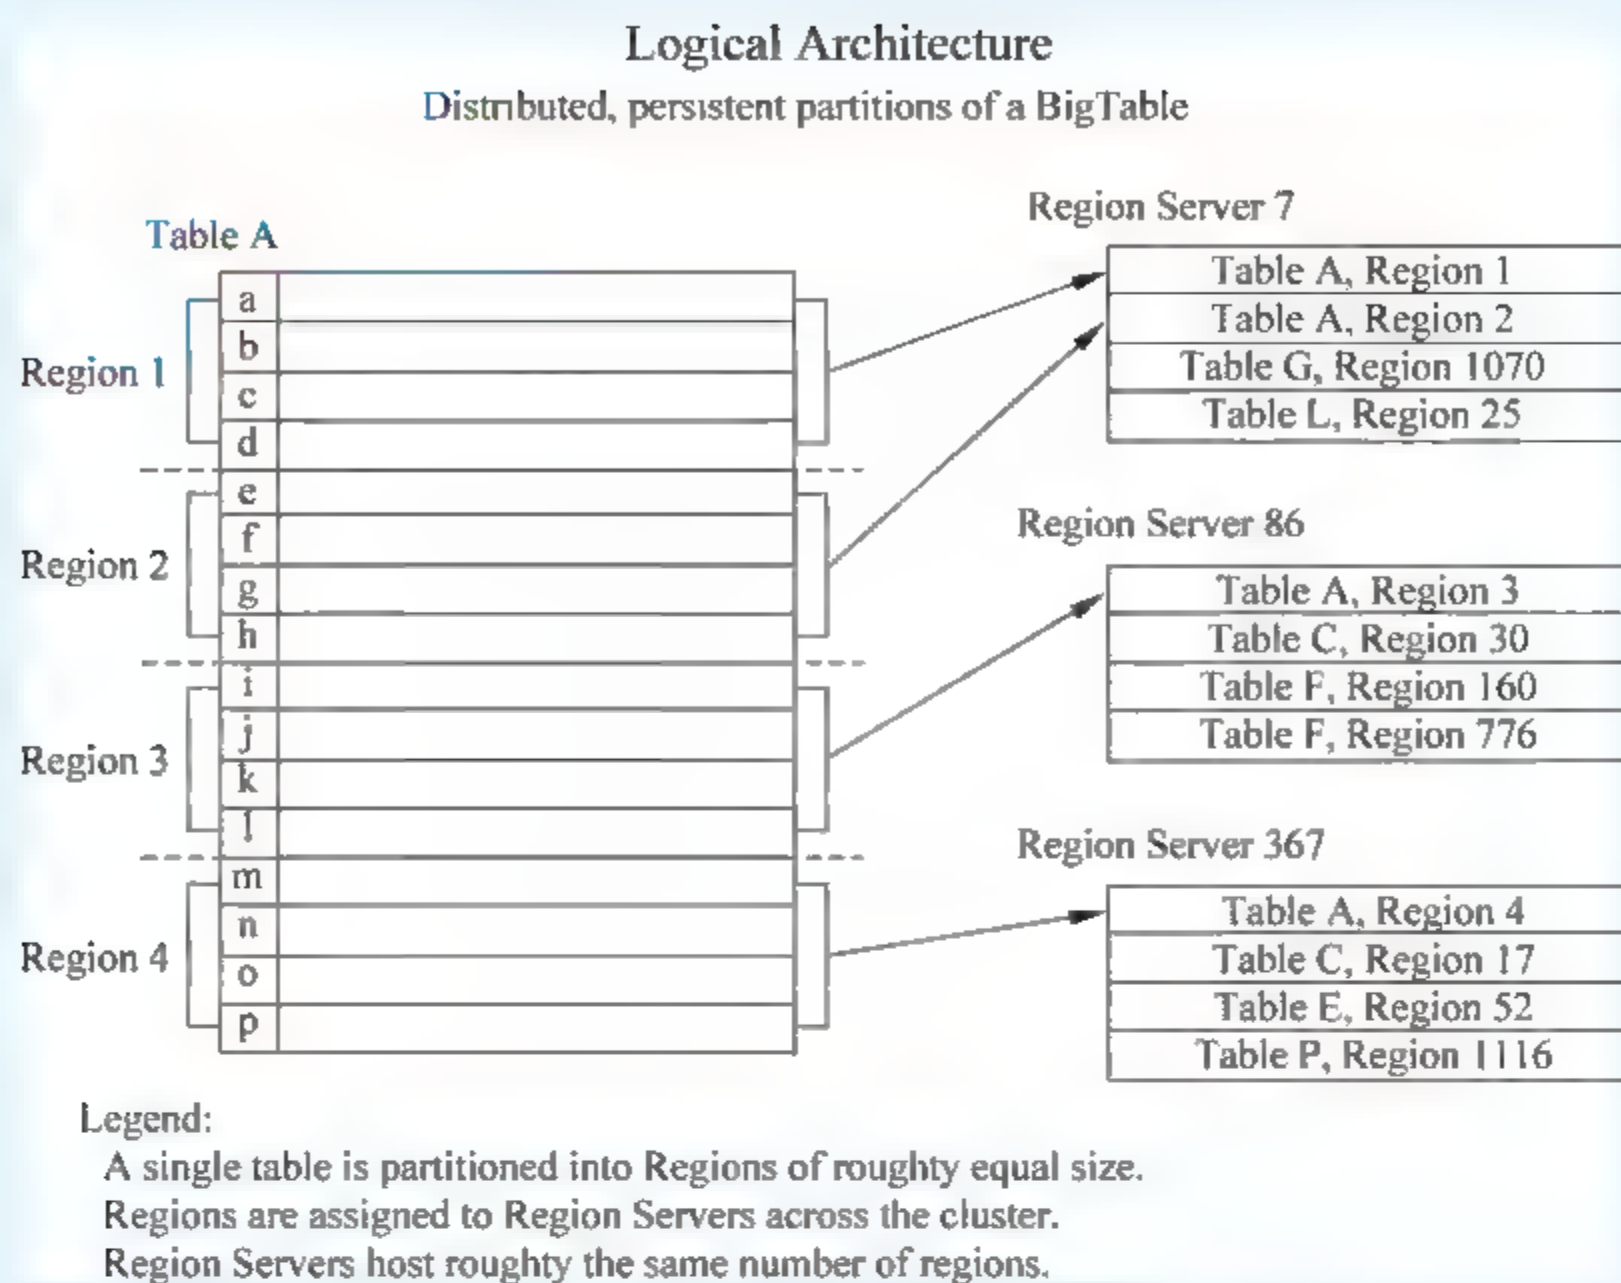 Logical Architecture
Distributed, persistent partitions of a BigTable
Table A
Region 1
a
b
c
d
Region 2
e
f
g
h
Region 3
i
j
k
l
Region 4
m
n
o
p
Region Server 7
Table A, Region 1
Table A, Region 2
Table G, Region 1070
Table L, Region 25
Region Server 86
Table A, Region 3
Table C, Region 30
Table F, Region 160
Table F, Region 776
Region Server 367
Table A, Region 4
Table C, Region 17
Table E, Region 52
Table P, Region 1116
Legend:
A single table is partitioned into Regions of roughty equal size.
Regions are assigned to Region Servers across the cluster.
Region Servers host roughty the same number of regions.